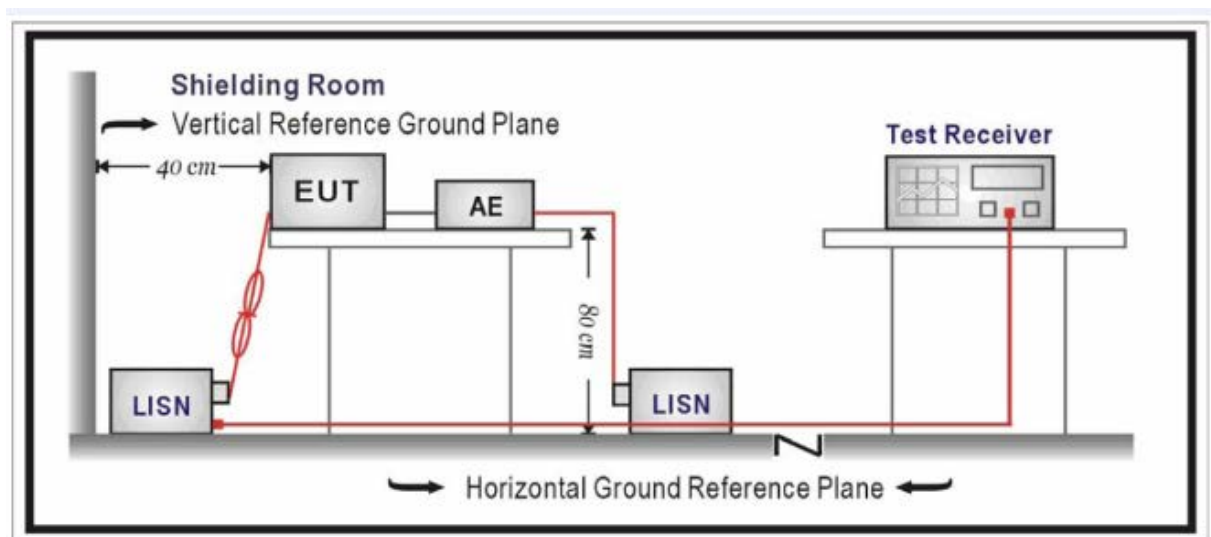 Shielding Room
Vertical Reference Ground Plane
40 cm
EUT
AE
Test Receiver
80 cm
LISN
LISN
Horizontal Ground Reference Plane